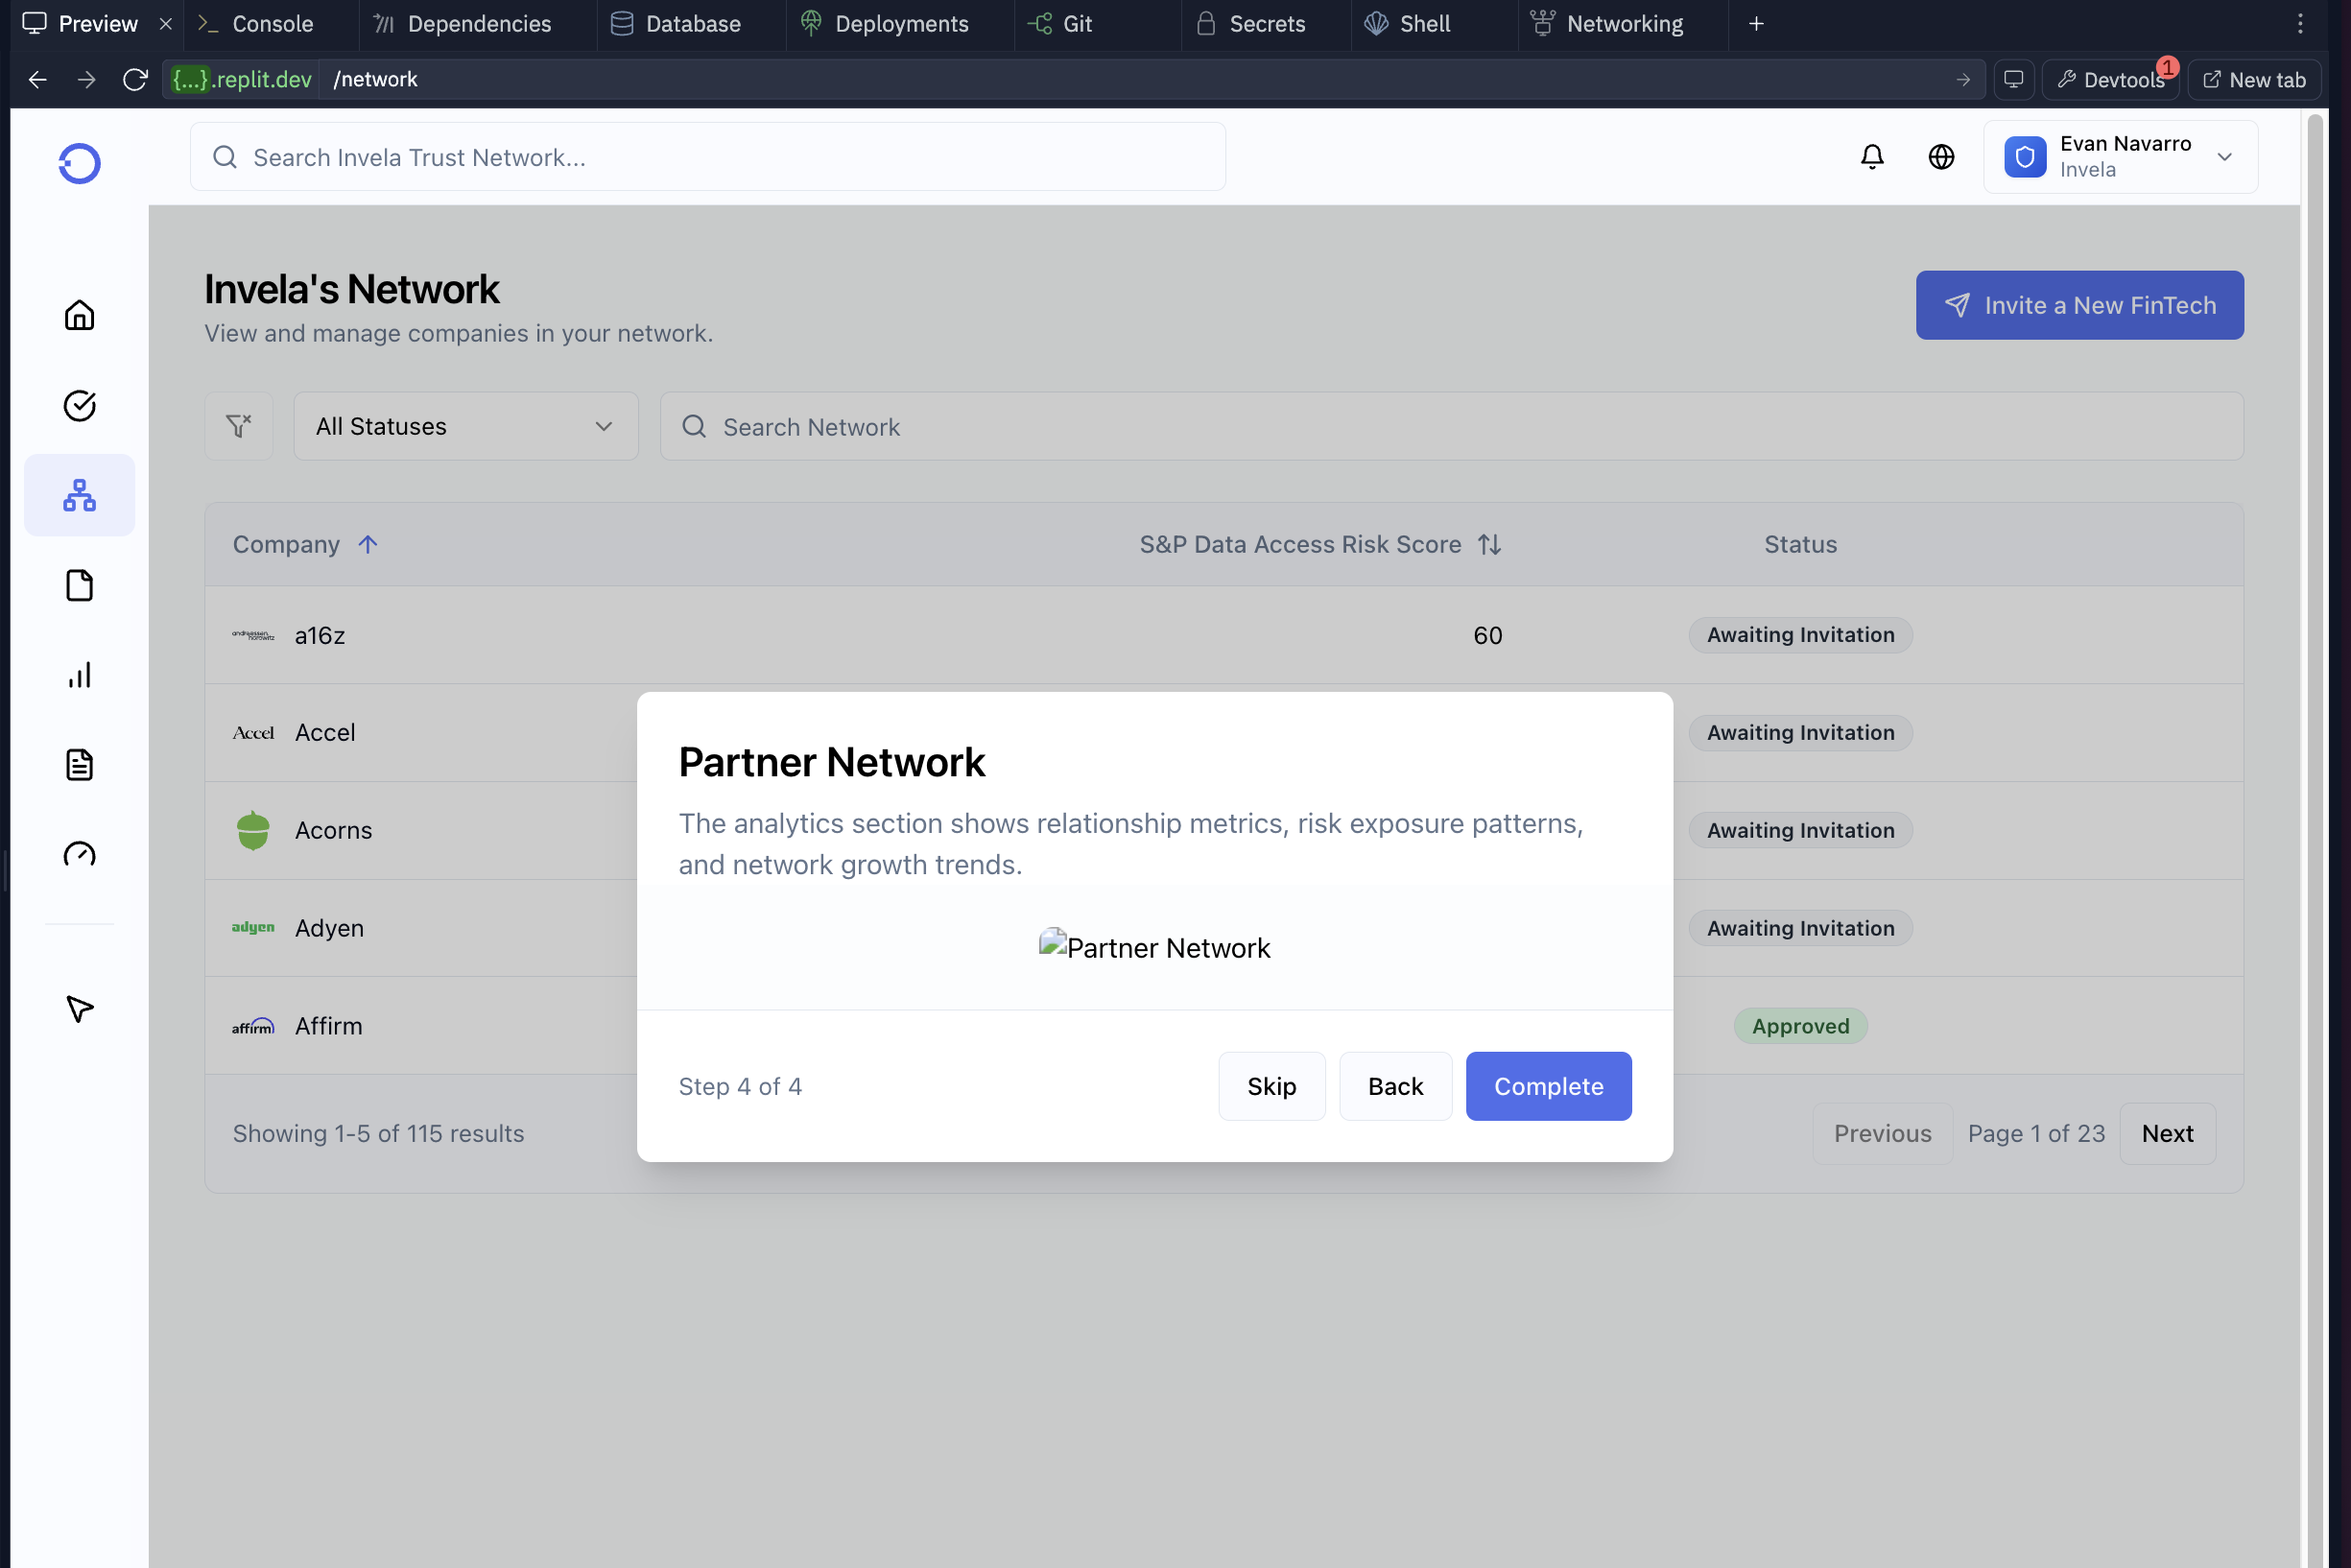 Preview
Console
Dependencies
Database
Deployments
Git
Secrets
Shell
Networking
{...}.replit.dev
/network
Devtools
1
New tab
Search Invela Trust Network...
Evan Navarro
Invela
Invela's Network
View and manage companies in your network.
Invite a New FinTech
All Statuses
Search Network
Company
S&P Data Access Risk Score
Status
andreessen horowitz
a16z
60
Awaiting Invitation
Accel
Accel
Awaiting Invitation
Acorns
Awaiting Invitation
adyen
Adyen
Awaiting Invitation
affirm
Affirm
Approved
Partner Network
The analytics section shows relationship metrics, risk exposure patterns,
and network growth trends.
Partner Network
Step 4 of 4
Skip
Back
Complete
Showing 1-5 of 115 results
Previous
Page 1 of 23
Next